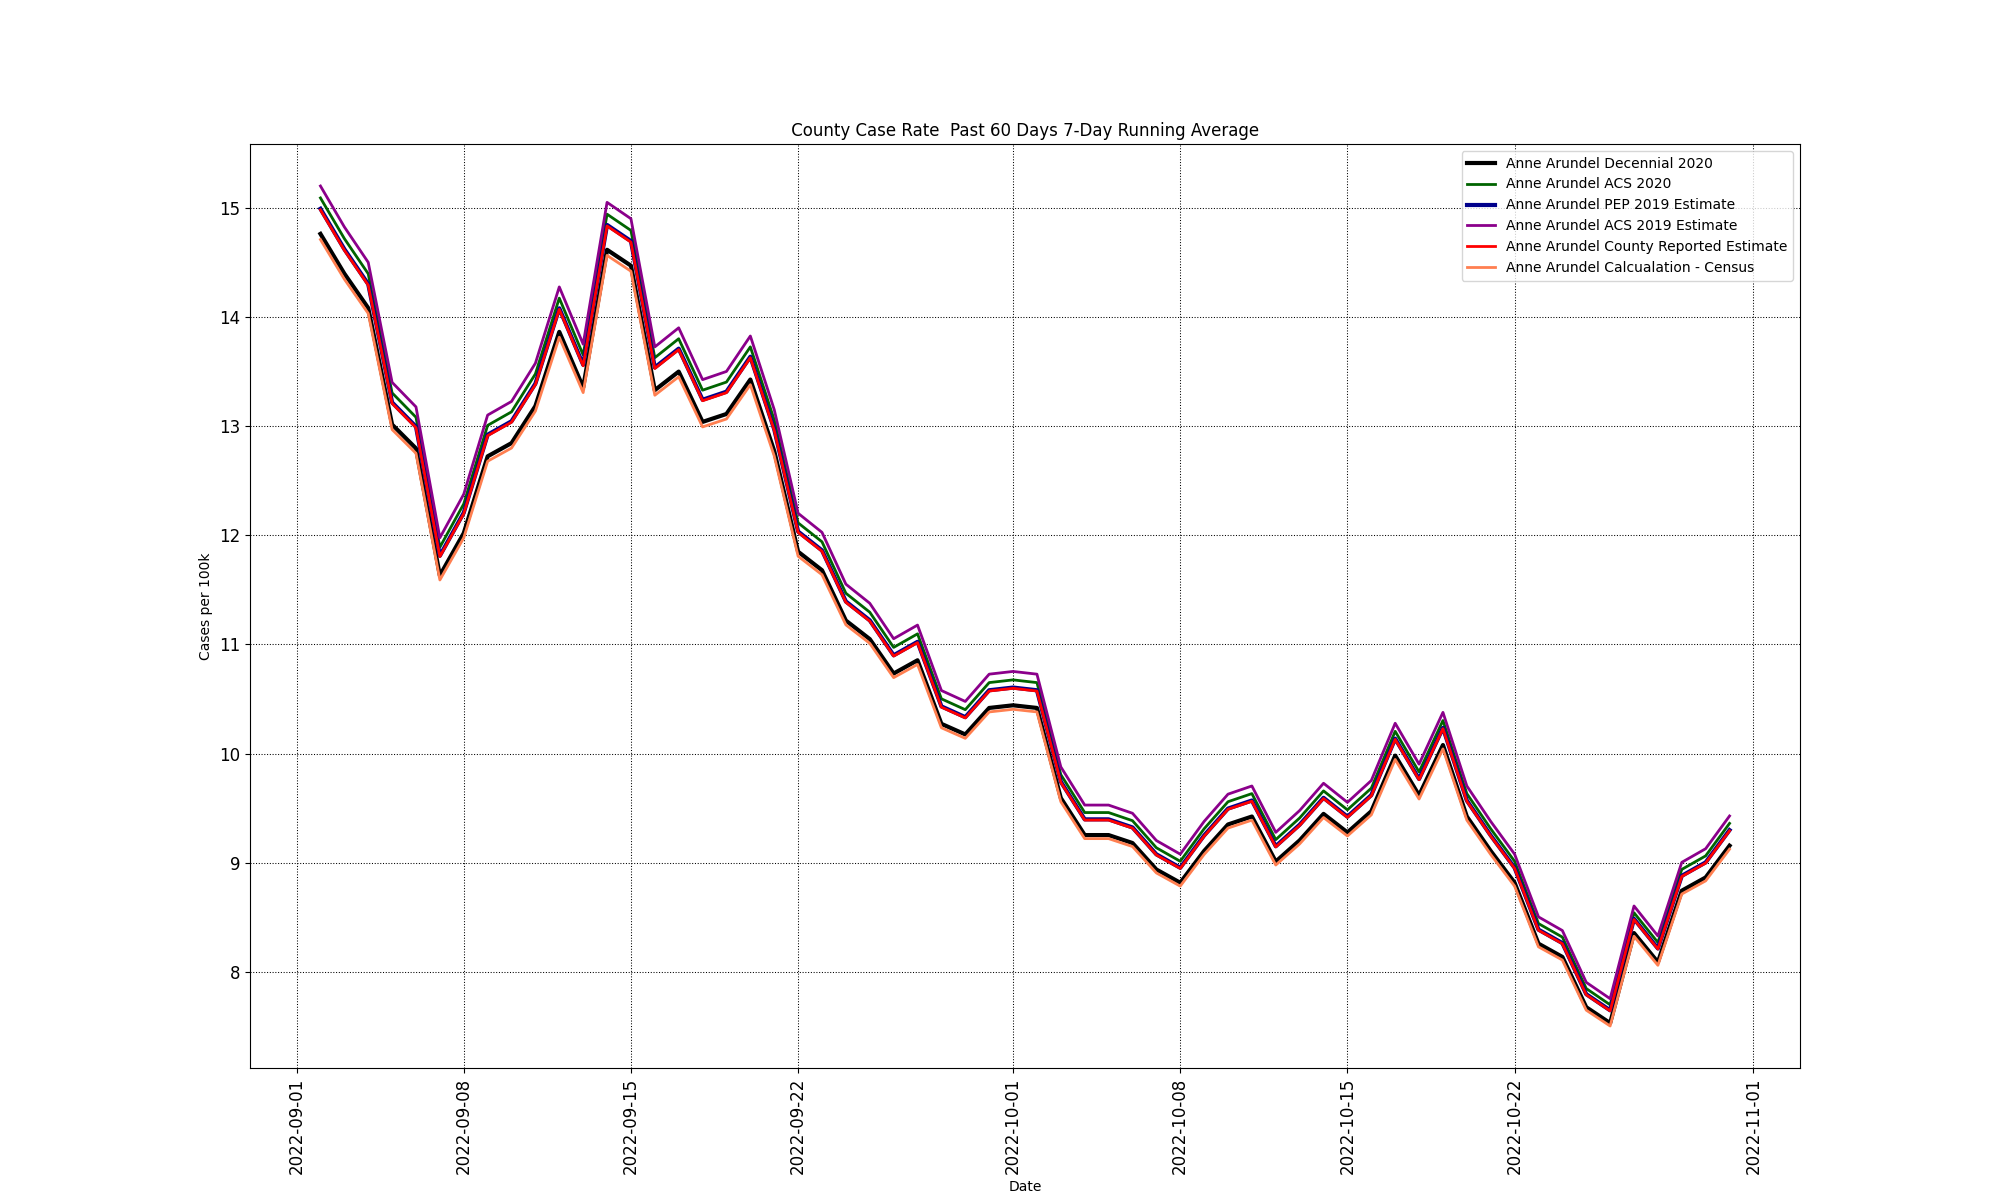 County Case Rate  Past 60 Days 7-Day Running Average
Anne Arundel Decennial 2020
Anne Arundel ACS 2020
Anne Arundel PEP 2019 Estimate
Anne Arundel ACS 2019 Estimate
Anne Arundel County Reported Estimate
Anne Arundel Calcualation - Census
15
14
13
12
11
10
9
8
Cases per 100k
2022-09-01
2022-09-08
2022-09-15
2022-09-22
2022-10-01
2022-10-08
2022-10-15
2022-10-22
2022-11-01
Date